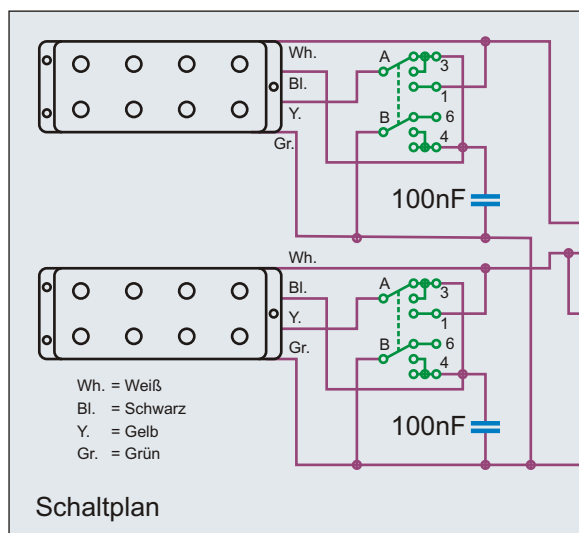 Wh.
Bl.
Y.
Gr.
A
3
1
B
6
4
100nF
Wh.
Bl.
Y.
Gr.
A
3
1
B
6
4
100nF
Wh. = Weiß
Bl. = Schwarz
Y. = Gelb
Gr. = Grün
Schaltplan